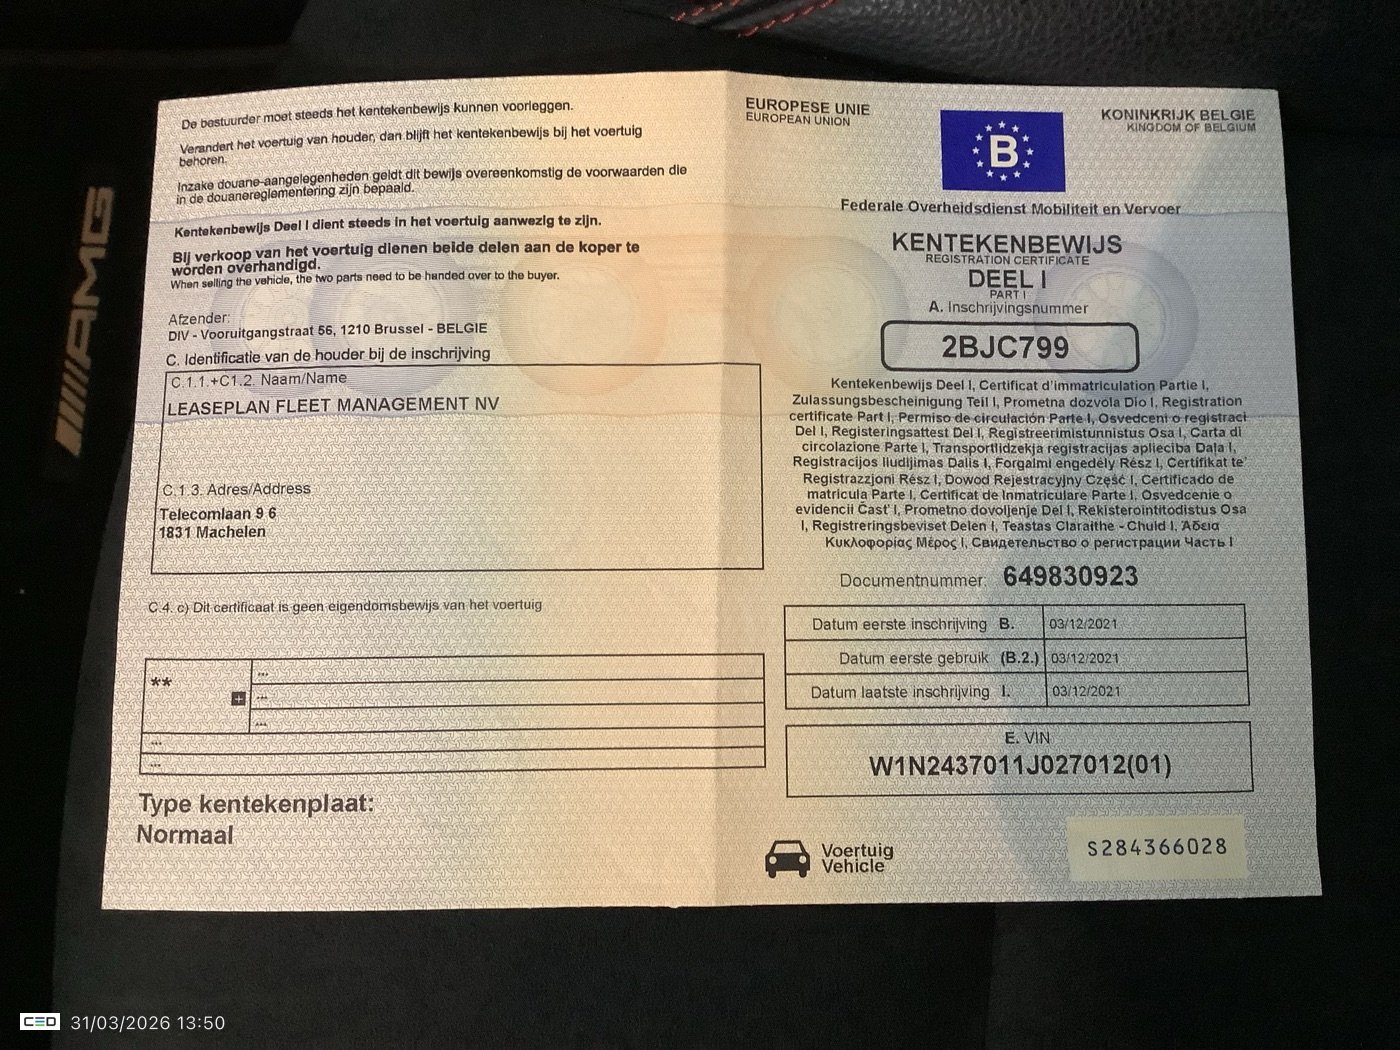 De bestuurder moet steeds het kentekenbewijs kunnen voorleggen.
Verandert het voertuig van houder, dan blijft het kentekenbewijs bij het voertuig
behoren.
Inzake douane-aangelegenheden geldt dit bewijs overeenkomstig de voorwaarden die
in de douanereglementering zijn bepaald.
Kentekenbewijs Deel I dient steeds in het voertuig aanwezig te zijn.
Bij verkoop van het voertuig dienen beide delen aan de koper te
worden overhandigd.
When selling the vehicle, the two parts need to be handed over to the buyer.
Afzender:
DIV - Vooruitgangstraat 56, 1210 Brussel - BELGIE
C. Identificatie van de houder bij de inschrijving
C.1.1.+C1.2. Naam/Name
LEASEPLAN FLEET MANAGEMENT NV
C.1.3. Adres/Address
Telecomlaan 9 6
1831 Machelen
C.4. c) Dit certificaat is geen eigendomsbewijs van het voertuig
**
...
+
...
...
...
...
Type kentekenplaat:
Normaal
EUROPESE UNIE
EUROPEAN UNION
B
KONINKRIJK BELGIE
KINGDOM OF BELGIUM
Federale Overheidsdienst Mobiliteit en Vervoer
KENTEKENBEWIJS
REGISTRATION CERTIFICATE
DEEL I
PART I
A. Inschrijvingsnummer
2BJC799
Kentekenbewijs Deel I, Certificat d'immatriculation Partie I,
Zulassungsbescheinigung Teil I, Prometna dozvola Dio I, Registration
certificate Part I, Permiso de circulación Parte I, Osvedceni o registraci
Del I, Registeringsattest Del I, Registreerimistunnistus Osa I, Carta di
circolazione Parte I, Transportlidzekja registracijas aplieciba Daļa I,
Registracijos liudijimas Dalis I, Forgalmi engedély Rész I, Certifikat te'
Registrazzjoni Rész I, Dowod Rejestracyjny Część I, Certificado de
matricula Parte I, Certificat de Inmatriculare Parte I, Osvedcenie o
evidencii Časť I, Prometno dovoljenje Del I, Rekisterointitodistus Osa
I, Registreringsbeviset Delen I, Teastas Claraithe - Chuid I, Άδεια
Κυκλοφορίας Μέρος I, Свидетельство о регистрации Часть I
Documentnummer: 649830923
Datum eerste inschrijving B. 03/12/2021
Datum eerste gebruik (B.2.) 03/12/2021
Datum laatste inschrijving I. 03/12/2021
E. VIN
W1N2437011J027012(01)
Voertuig
Vehicle
S284366028
AMG
CED 31/03/2026 13:50